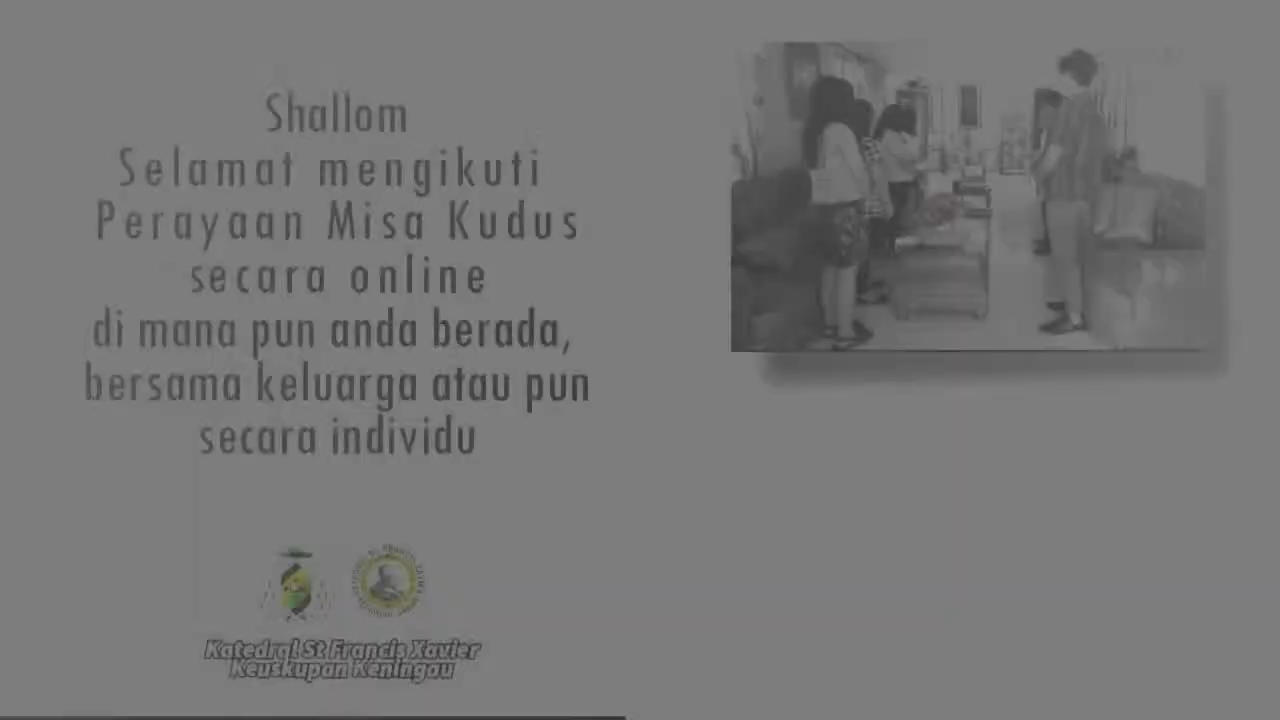 Shallom
Selamat mengikuti
Perayaan Misa Kudus
secara online
di mana pun anda berada,
bersama keluarga atau pun
secara individu
Katedral St Francis Xavier
Keuskupan Keningau